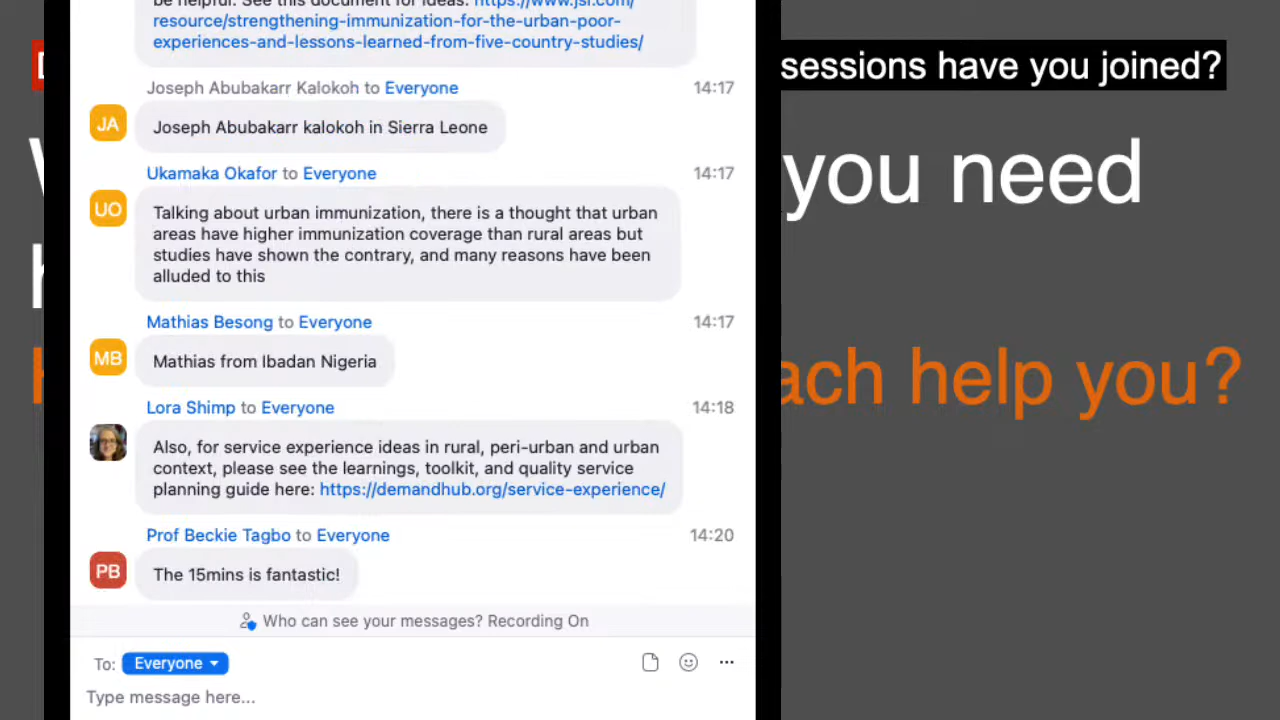 be helpful. See this document for ideas: https://www.jsi.com/
resource/strengthening-immunization-for-the-urban-poor-
experiences-and-lessons-learned-from-five-country-studies/
Joseph Abubakarr Kalokoh to Everyone 14:17
JA
Joseph Abubakarr kalokoh in Sierra Leone
Ukamaka Okafor to Everyone 14:17
UO
Talking about urban immunization, there is a thought that urban
areas have higher immunization coverage than rural areas but
studies have shown the contrary, and many reasons have been
alluded to this
Mathias Besong to Everyone 14:17
MB
Mathias from Ibadan Nigeria
Lora Shimp to Everyone 14:18
Also, for service experience ideas in rural, peri-urban and urban
context, please see the learnings, toolkit, and quality service
planning guide here: https://demandhub.org/service-experience/
Prof Beckie Tagbo to Everyone 14:20
PB
The 15mins is fantastic!
Who can see your messages? Recording On
To: Everyone
Type message here...
sessions have you joined?
you need
ach help you?